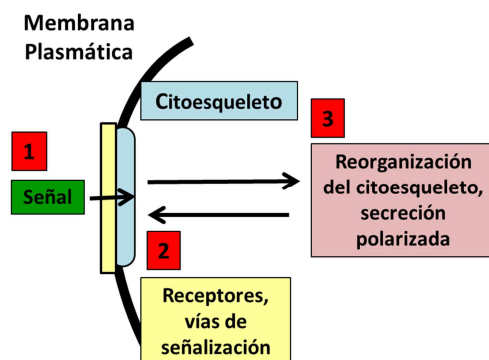 Membrana
Plasmática
Citoesqueleto
1
Señal
3
Reorganización
del citoesqueleto,
secreción
polarizada
2
Receptores,
vías de
señalización